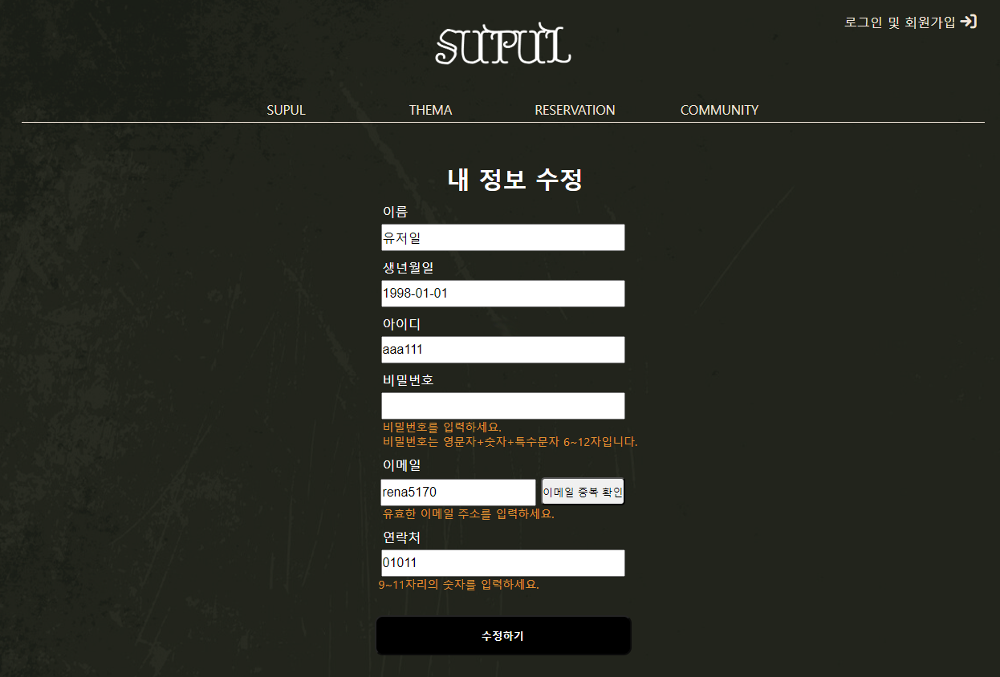 로그인 및 회원가입
SUPUL
SUPUL THEMA RESERVATION COMMUNITY
내 정보 수정
이름
유저일
생년월일
1998-01-01
아이디
aaa111
비밀번호
비밀번호를 입력하세요.
비밀번호는 영문자+숫자+특수문자 6~12자입니다.
이메일
rena5170 이메일 중복 확인
유효한 이메일 주소를 입력하세요.
연락처
01011
9~11자리의 숫자를 입력하세요.
수정하기